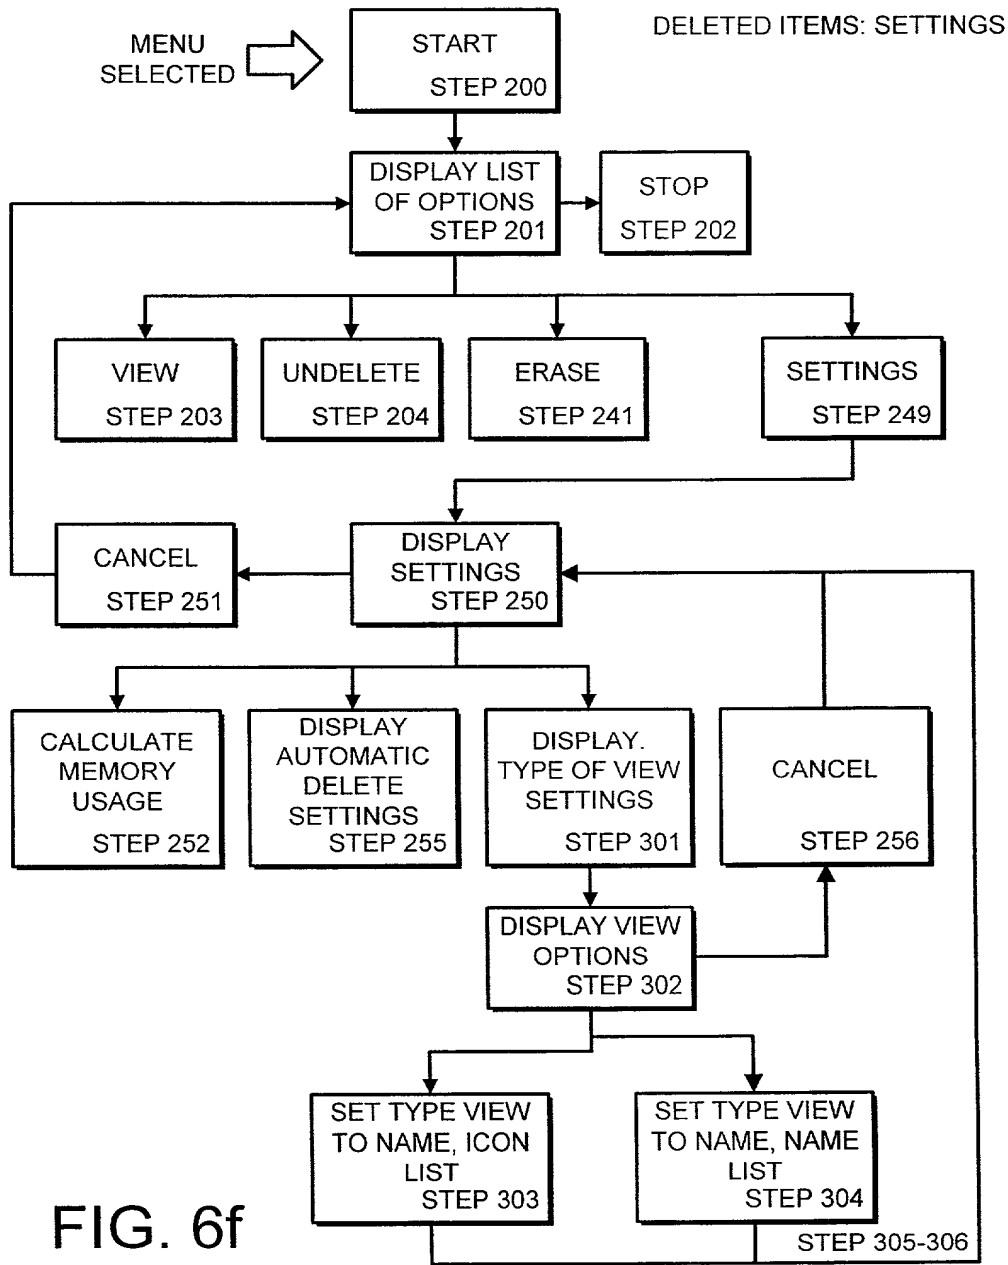 DELETED ITEMS: SETTINGS
MENU
SELECTED
START
STEP 200
DISPLAY LIST
OF OPTIONS
STEP 201
STOP
STEP 202
VIEW
STEP 203
UNDELETE
STEP 204
ERASE
STEP 241
SETTINGS
STEP 249
CANCEL
STEP 251
DISPLAY
SETTINGS
STEP 250
CALCULATE
MEMORY
USAGE
STEP 252
DISPLAY
AUTOMATIC
DELETE
SETTINGS
STEP 255
DISPLAY.
TYPE OF VIEW
SETTINGS
STEP 301
CANCEL
STEP 256
DISPLAY VIEW
OPTIONS
STEP 302
SET TYPE VIEW
TO NAME, ICON
LIST
STEP 303
SET TYPE VIEW
TO NAME, NAME
LIST
STEP 304
STEP 305-306
FIG. 6f